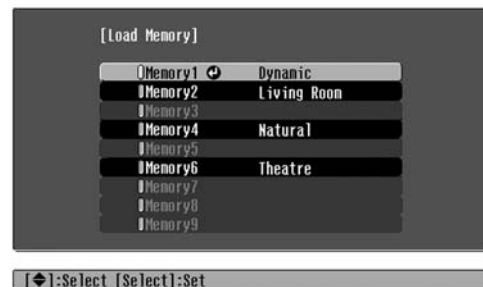 [Load Memory]
Memory1 Dynamic
Memory2 Living Room
Memory3
Memory4 Natural
Memory5
Memory6 Theatre
Memory7
Memory8
Memory9
[◆]:Select [Select]:Set